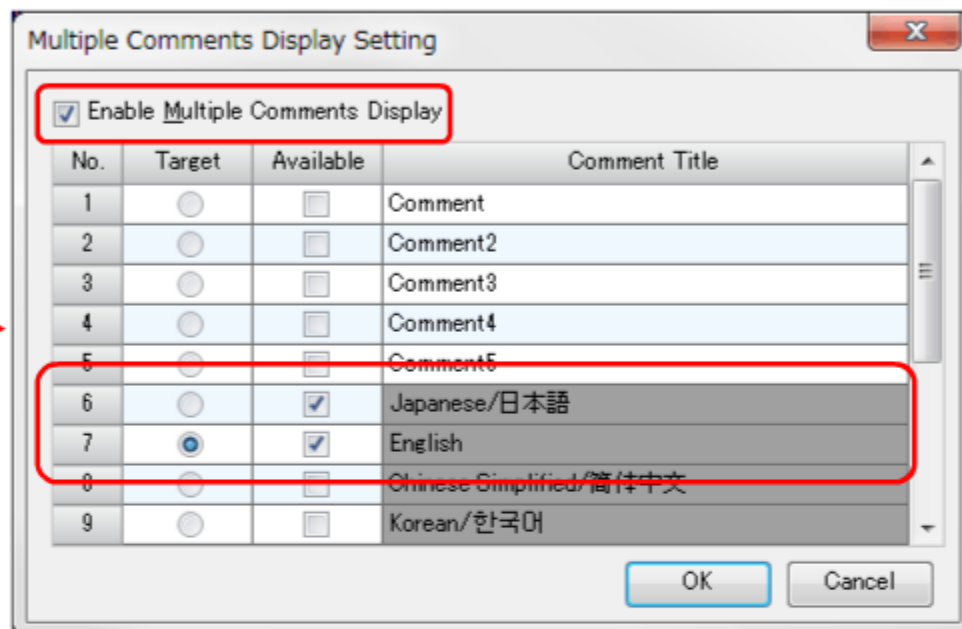 Multiple Comments Display Setting
Enable Multiple Comments Display
No. Target Available Comment Title
1 Comment
2 Comment2
3 Comment3
4 Comment4
5 Comment5
6 Japanese/日本語
7 English
8 Chinese Simplified/簡体中文
9 Korean/한국어
OK Cancel